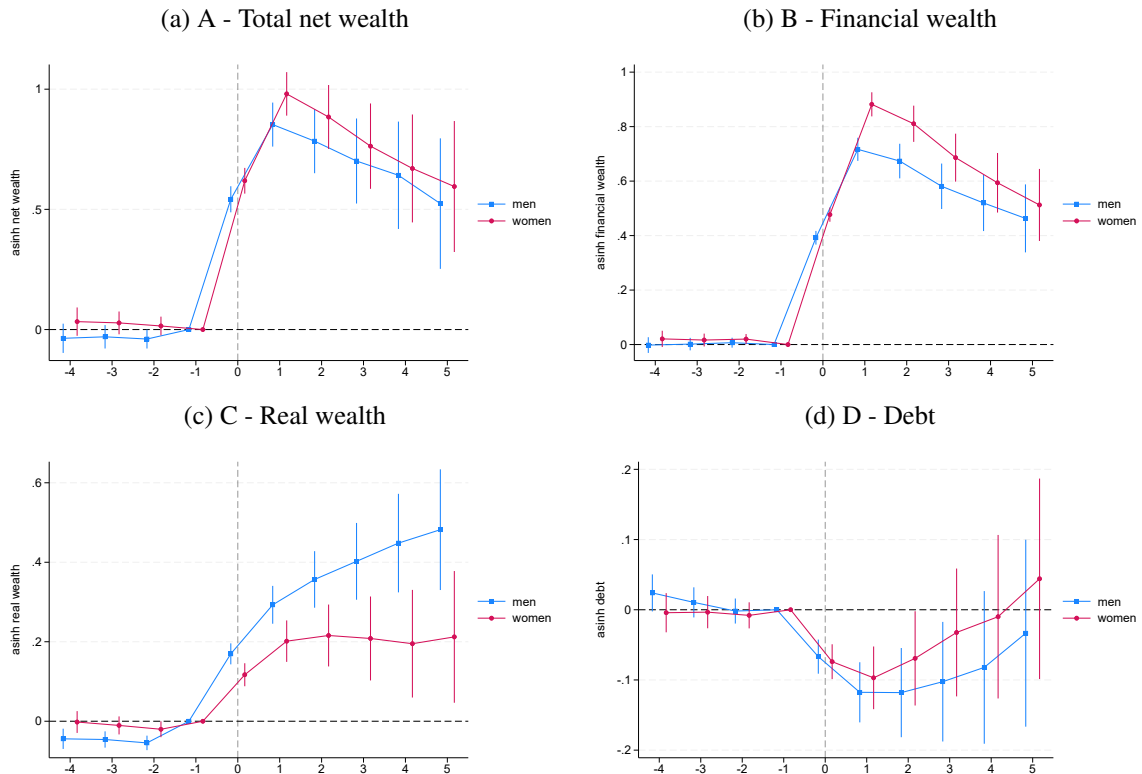 (a) A - Total net wealth
asinh net wealth
1
.5
0
-4 -3 -2 -1 0 1 2 3 4 5
men
women
(b) B - Financial wealth
asinh financial wealth
1
.8
.6
.4
.2
0
-4 -3 -2 -1 0 1 2 3 4 5
men
women
(c) C - Real wealth
asinh real wealth
.6
.4
.2
0
-4 -3 -2 -1 0 1 2 3 4 5
men
women
(d) D - Debt
asinh debt
.2
.1
0
-.1
-.2
-4 -3 -2 -1 0 1 2 3 4 5
men
women